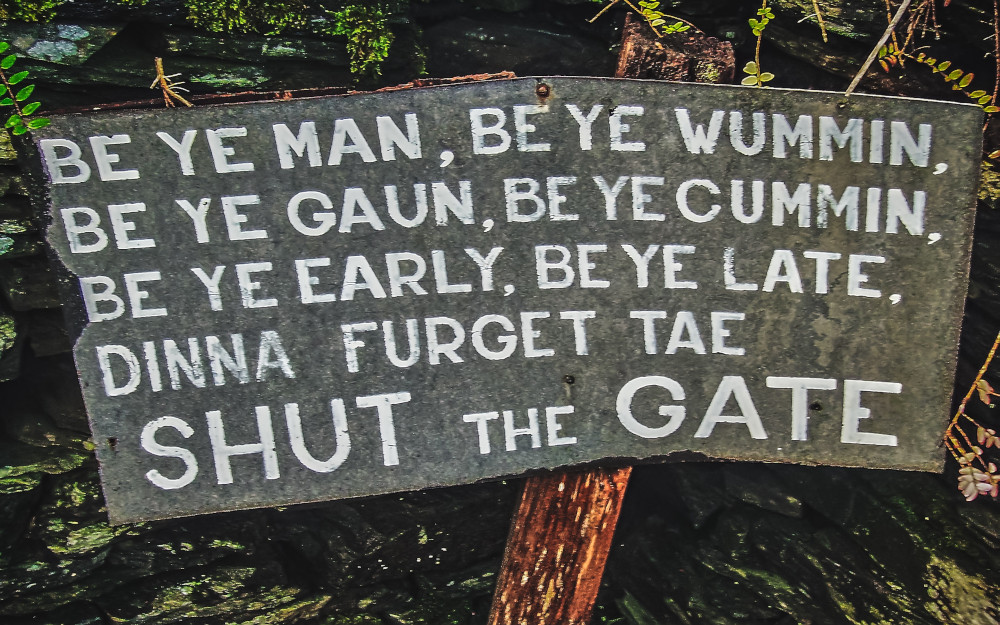 BE YE MAN, BE YE WUMMIN,
BE YE GAUN, BE YE CUMMIN,
BE YE EARLY, BE YE LATE,
DINNA FURGET TAE
SHUT THE GATE